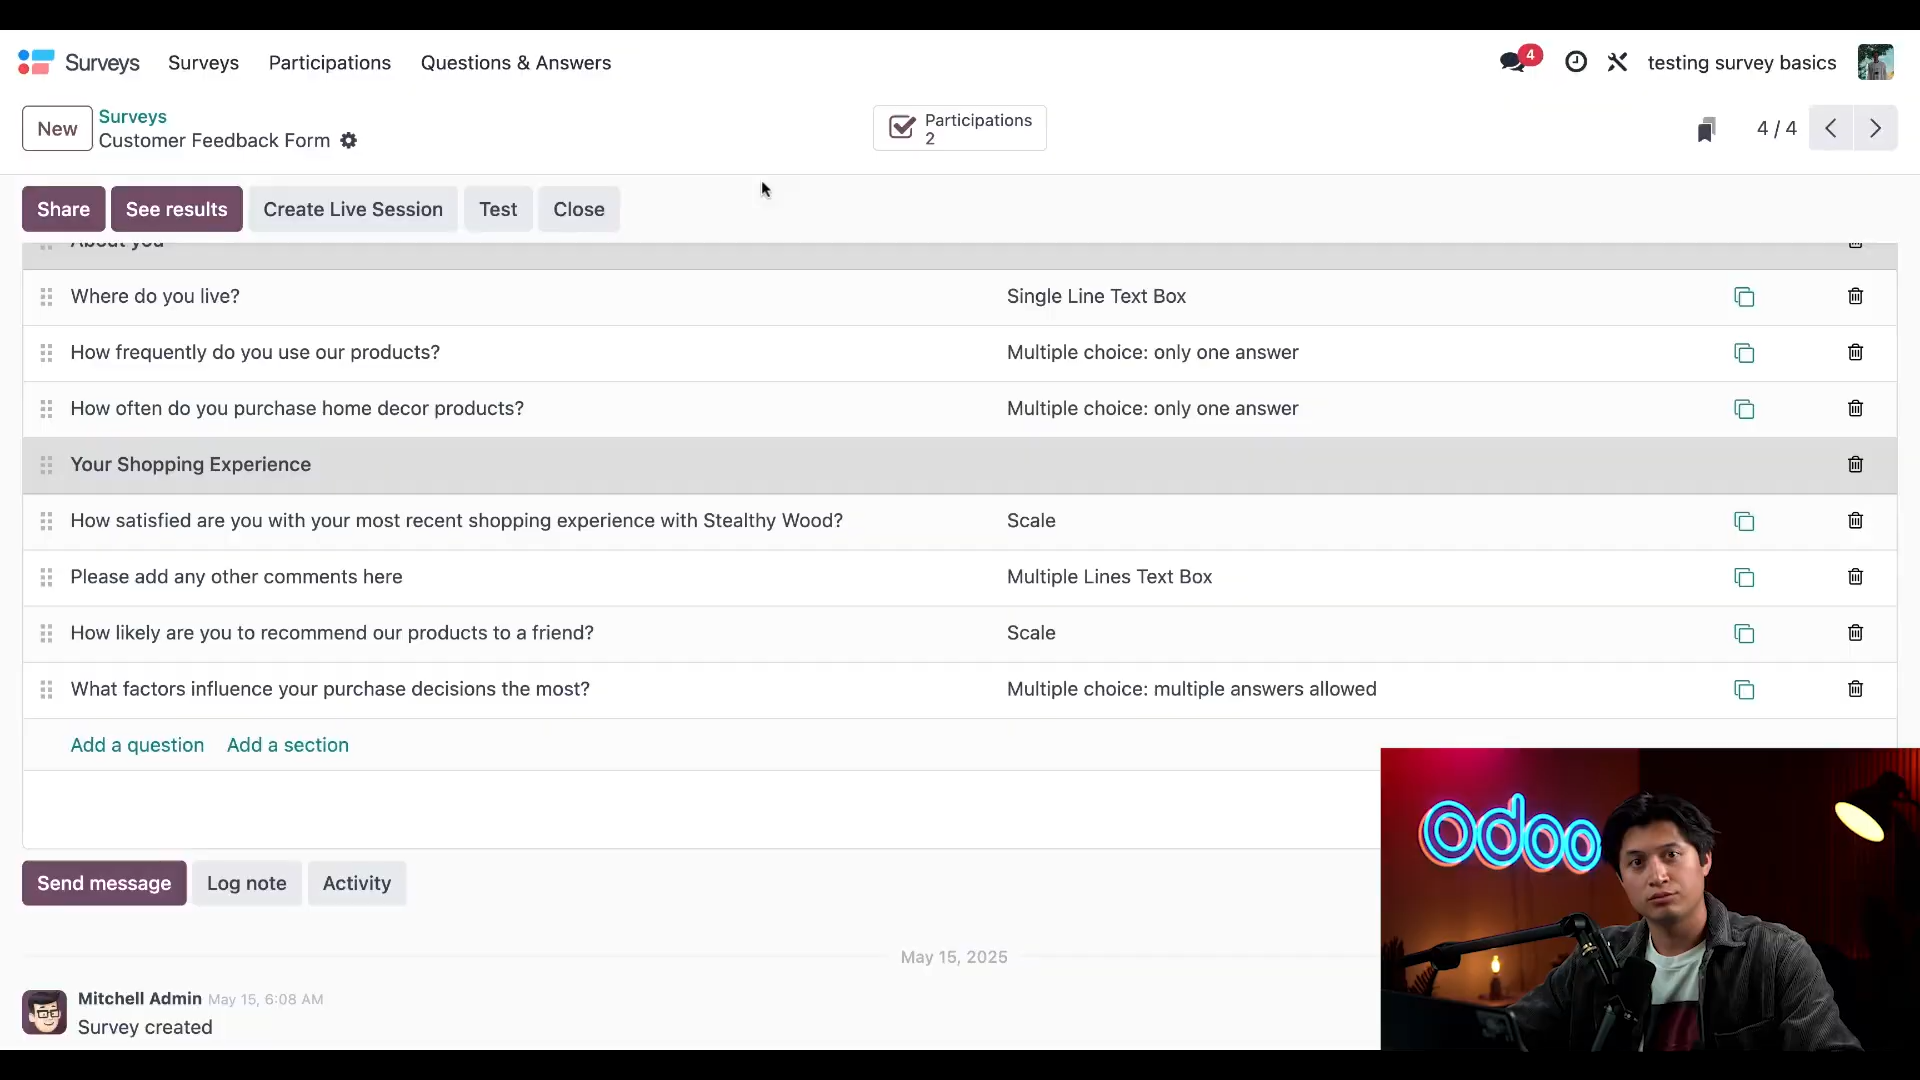 Surveys
Surveys
Participations
Questions & Answers
4
testing survey basics
New
Surveys
Customer Feedback Form
Participations
2
4 / 4
Share
See results
Create Live Session
Test
Close
About you
Where do you live?
Single Line Text Box
How frequently do you use our products?
Multiple choice: only one answer
How often do you purchase home decor products?
Multiple choice: only one answer
Your Shopping Experience
How satisfied are you with your most recent shopping experience with Stealthy Wood?
Scale
Please add any other comments here
Multiple Lines Text Box
How likely are you to recommend our products to a friend?
Scale
What factors influence your purchase decisions the most?
Multiple choice: multiple answers allowed
Add a question
Add a section
odoo
Send message
Log note
Activity
May 15, 2025
Mitchell Admin May 15, 6:08 AM
Survey created